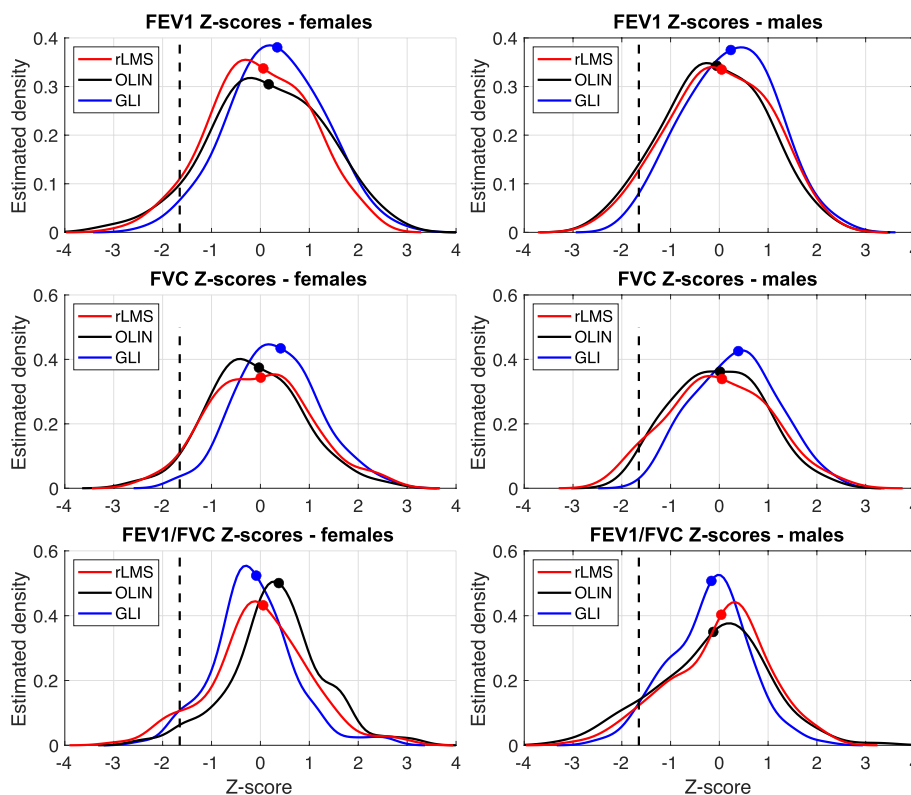 FEV1 Z-scores - females
Estimated density
0.4
0.3
0.2
0.1
0
rLMS
OLIN
GLI
-4 -3 -2 -1 0 1 2 3 4
FEV1 Z-scores - males
Estimated density
0.4
0.3
0.2
0.1
0
rLMS
OLIN
GLI
-4 -3 -2 -1 0 1 2 3 4
FVC Z-scores - females
Estimated density
0.6
0.4
0.2
0
rLMS
OLIN
GLI
-4 -3 -2 -1 0 1 2 3 4
FVC Z-scores - males
Estimated density
0.6
0.4
0.2
0
rLMS
OLIN
GLI
-4 -3 -2 -1 0 1 2 3 4
FEV1/FVC Z-scores - females
Estimated density
0.6
0.4
0.2
0
rLMS
OLIN
GLI
-4 -3 -2 -1 0 1 2 3 4
Z-score
FEV1/FVC Z-scores - males
Estimated density
0.6
0.4
0.2
0
rLMS
OLIN
GLI
-4 -3 -2 -1 0 1 2 3 4
Z-score